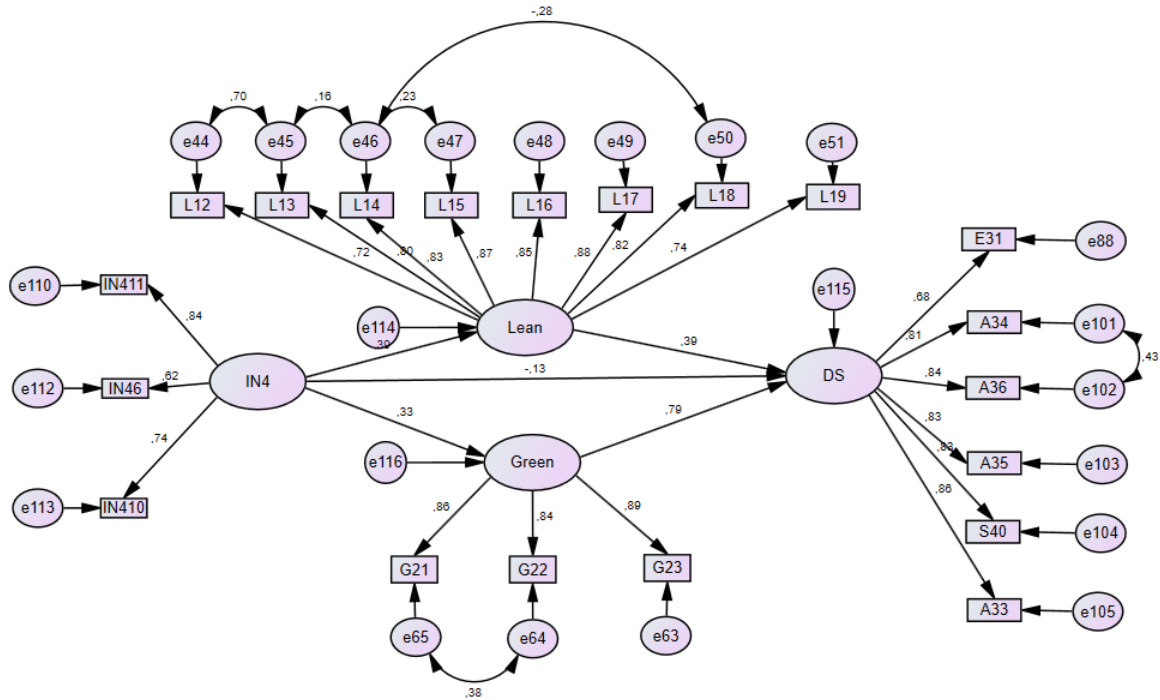 -,28
,70 ,16 ,23
e44 e45 e46 e47 e48 e49 e50 e51
L12 L13 L14 L15 L16 L17 L18 L19
,72 ,80 ,83 ,87 ,85 ,88 ,82 ,74
E31 e88
e110 IN411
,84
e114 Lean
,39
e115
,68
A34 e101
,81
,39
,43
e112 IN46
,62
IN4
-,13
DS
,84
A36 e102
,74
,33
,79
,83
A35 e103
e116 Green
,83
e113 IN410
,86
,86 ,84 ,89
S40 e104
G21 G22 G23
A33 e105
e65 e64 e63
,38